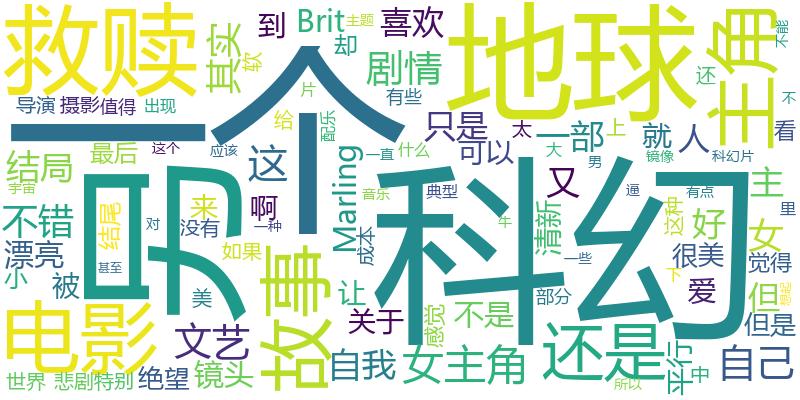 救赎
一个
地球
主角
科幻
另
电影
故事
还是
女主角
其实
到
Brit
主题
却
喜欢
剧情
软
有些
不能
还
导演
摄影
值得
出现
片
配乐
给
只是
太
一部
上
就
人
看
不
结局
最后
这个
应该
这
一直
什么
可以
大
男
镜像
科幻片
宇宙
不错
结尾
来
啊
Marling
音乐
典型
又
逼
有点
主
里
漂亮
对
没有
一种
成本
牛
清新
这种
好
女
小
被
甚至
美
如果
让
感觉
不是
部分
一些
很美
下
爱
觉得
但
文艺
关于
但是
世界
悲剧
特别
绝望
镜头
自我
所以
平行
中
自己